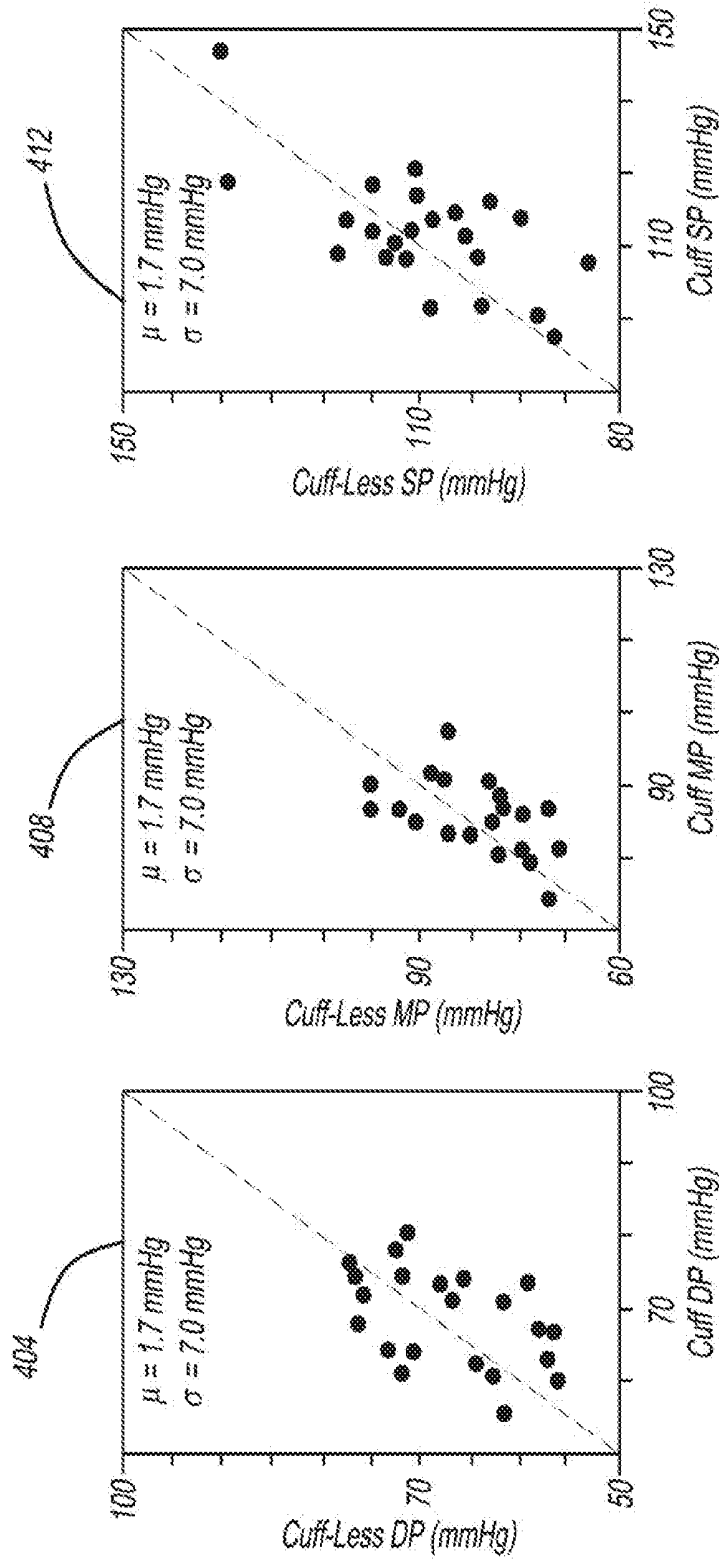 404
μ = 1.7 mmHg
σ = 7.0 mmHg
100
70
50
Cuff-Less DP (mmHg)
70
100
Cuff DP (mmHg)
408
μ = 1.7 mmHg
σ = 7.0 mmHg
130
90
60
Cuff-Less MP (mmHg)
90
130
Cuff MP (mmHg)
412
μ = 1.7 mmHg
σ = 7.0 mmHg
150
110
80
Cuff-Less SP (mmHg)
110
150
Cuff SP (mmHg)